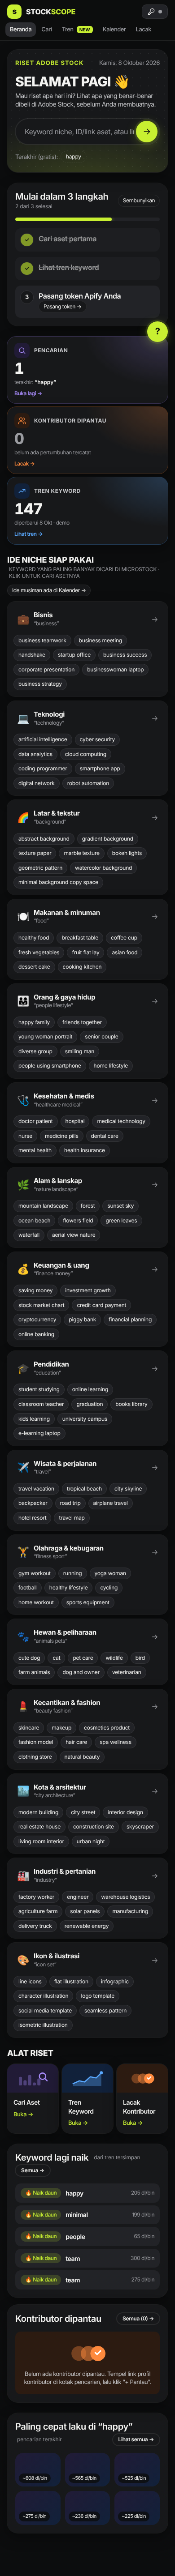 S STOCKSCOPE
Beranda Cari Tren NEW Kalender Lacak
RISET ADOBE STOCK Kamis, 8 Oktober 2026
SELAMAT PAGI 👋
Mau riset apa hari ini? Lihat apa yang benar-benar
dibeli di Adobe Stock, sebelum Anda membuatnya.
Keyword niche, ID/link aset, atau li
Terakhir (gratis): happy
Mulai dalam 3 langkah
2 dari 3 selesai
Sembunyikan
Cari aset pertama
Lihat tren keyword
3 Pasang token Apify Anda
Pasang token →
?
PENCARIAN
1
terakhir: “happy”
Buka lagi →
KONTRIBUTOR DIPANTAU
0
belum ada pertumbuhan tercatat
Lacak →
TREN KEYWORD
147
diperbarui 8 Okt · demo
Lihat tren →
IDE NICHE SIAP PAKAI
KEYWORD YANG PALING BANYAK DICARI DI MICROSTOCK ·
KLIK UNTUK CARI ASETNYA
Ide musiman ada di Kalender →
Bisnis
“business”
business teamwork business meeting
handshake startup office business success
corporate presentation businesswoman laptop
business strategy
Teknologi
“technology”
artificial intelligence cyber security
data analytics cloud computing
coding programmer smartphone app
digital network robot automation
Latar & tekstur
“background”
abstract background gradient background
texture paper marble texture bokeh lights
geometric pattern watercolor background
minimal background copy space
Makanan & minuman
“food”
healthy food breakfast table coffee cup
fresh vegetables fruit flat lay asian food
dessert cake cooking kitchen
Orang & gaya hidup
“people lifestyle”
happy family friends together
young woman portrait senior couple
diverse group smiling man
people using smartphone home lifestyle
Kesehatan & medis
“healthcare medical”
doctor patient hospital medical technology
nurse medicine pills dental care
mental health health insurance
Alam & lanskap
“nature landscape”
mountain landscape forest sunset sky
ocean beach flowers field green leaves
waterfall aerial view nature
Keuangan & uang
“finance money”
saving money investment growth
stock market chart credit card payment
cryptocurrency piggy bank financial planning
online banking
Pendidikan
“education”
student studying online learning
classroom teacher graduation books library
kids learning university campus
e-learning laptop
Wisata & perjalanan
“travel”
travel vacation tropical beach city skyline
backpacker road trip airplane travel
hotel resort travel map
Olahraga & kebugaran
“fitness sport”
gym workout running yoga woman
football healthy lifestyle cycling
home workout sports equipment
Hewan & peliharaan
“animals pets”
cute dog cat pet care wildlife bird
farm animals dog and owner veterinarian
Kecantikan & fashion
“beauty fashion”
skincare makeup cosmetics product
fashion model hair care spa wellness
clothing store natural beauty
Kota & arsitektur
“city architecture”
modern building city street interior design
real estate house construction site skyscraper
living room interior urban night
Industri & pertanian
“industry”
factory worker engineer warehouse logistics
agriculture farm solar panels manufacturing
delivery truck renewable energy
Ikon & ilustrasi
“icon set”
line icons flat illustration infographic
character illustration logo template
social media template seamless pattern
isometric illustration
ALAT RISET
Cari Aset
Buka →
Tren
Keyword
Buka →
Lacak
Kontributor
Buka →
Keyword lagi naik dari tren tersimpan
Semua →
🔥 Naik daun happy 205 dl/bln
🔥 Naik daun minimal 199 dl/bln
🔥 Naik daun people 65 dl/bln
🔥 Naik daun team 300 dl/bln
🔥 Naik daun team 275 dl/bln
Kontributor dipantau Semua (0) →
Belum ada kontributor dipantau. Tempel link profil
kontributor di kotak pencarian, lalu klik “+ Pantau”.
Paling cepat laku di “happy”
pencarian terakhir Lihat semua →
~608 dl/bln ~565 dl/bln ~525 dl/bln
~275 dl/bln ~236 dl/bln ~225 dl/bln